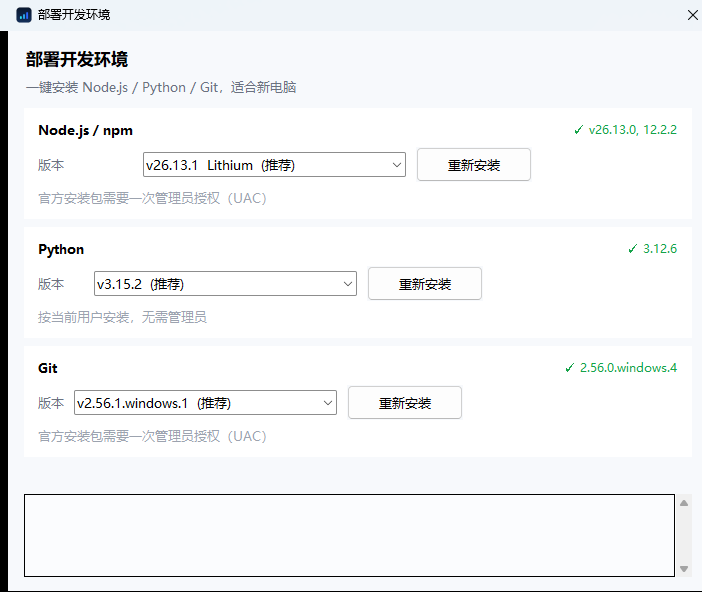 部署开发环境
部署开发环境
一键安装 Node.js / Python / Git，适合新电脑
Node.js / npm ✓ v26.13.0, 12.2.2
版本 v26.13.1 Lithium (推荐) 重新安装
官方安装包需要一次管理员授权（UAC）
Python ✓ 3.12.6
版本 v3.15.2 (推荐) 重新安装
按当前用户安装，无需管理员
Git ✓ 2.56.0.windows.4
版本 v2.56.1.windows.1 (推荐) 重新安装
官方安装包需要一次管理员授权（UAC）